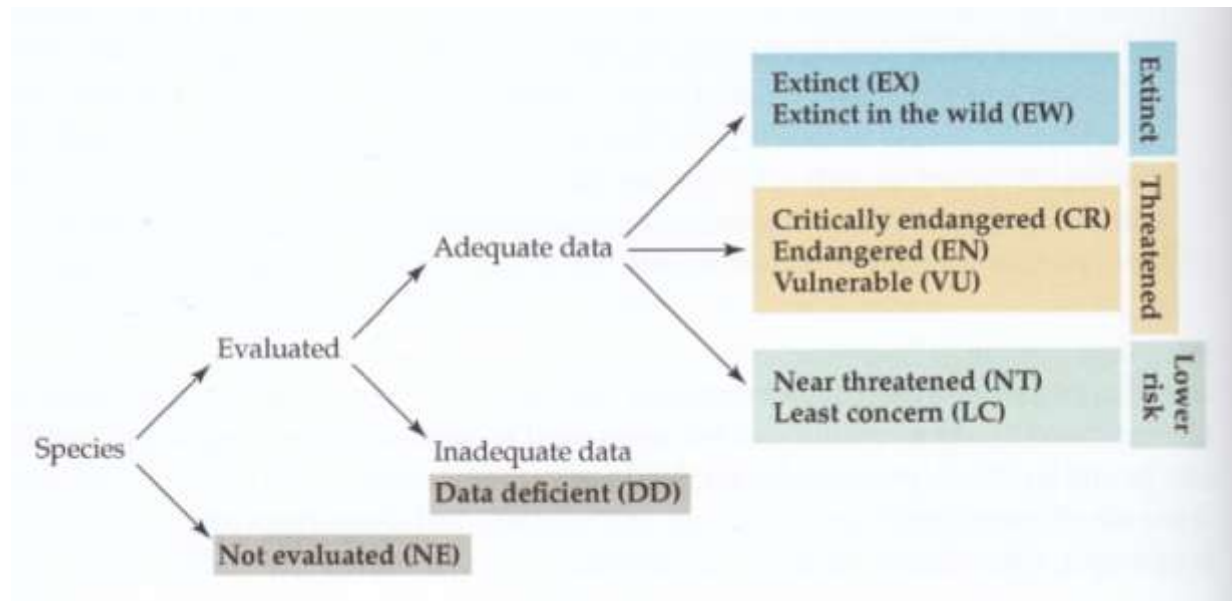 Extinct (EX)
Extinct in the wild (EW)
Extinct
Critically endangered (CR)
Endangered (EN)
Vulnerable (VU)
Threatened
Adequate data
Near threatened (NT)
Least concern (LC)
Lower
risk
Evaluated
Species
Inadequate data
Data deficient (DD)
Not evaluated (NE)